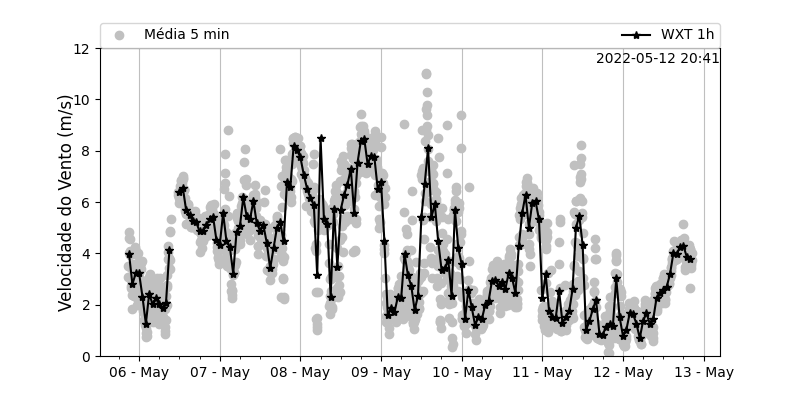 Média 5 min
WXT 1h
2022-05-12 20:41
Velocidade do Vento (m/s)
12
10
8
6
4
2
0
06 - May 07 - May 08 - May 09 - May 10 - May 11 - May 12 - May 13 - May